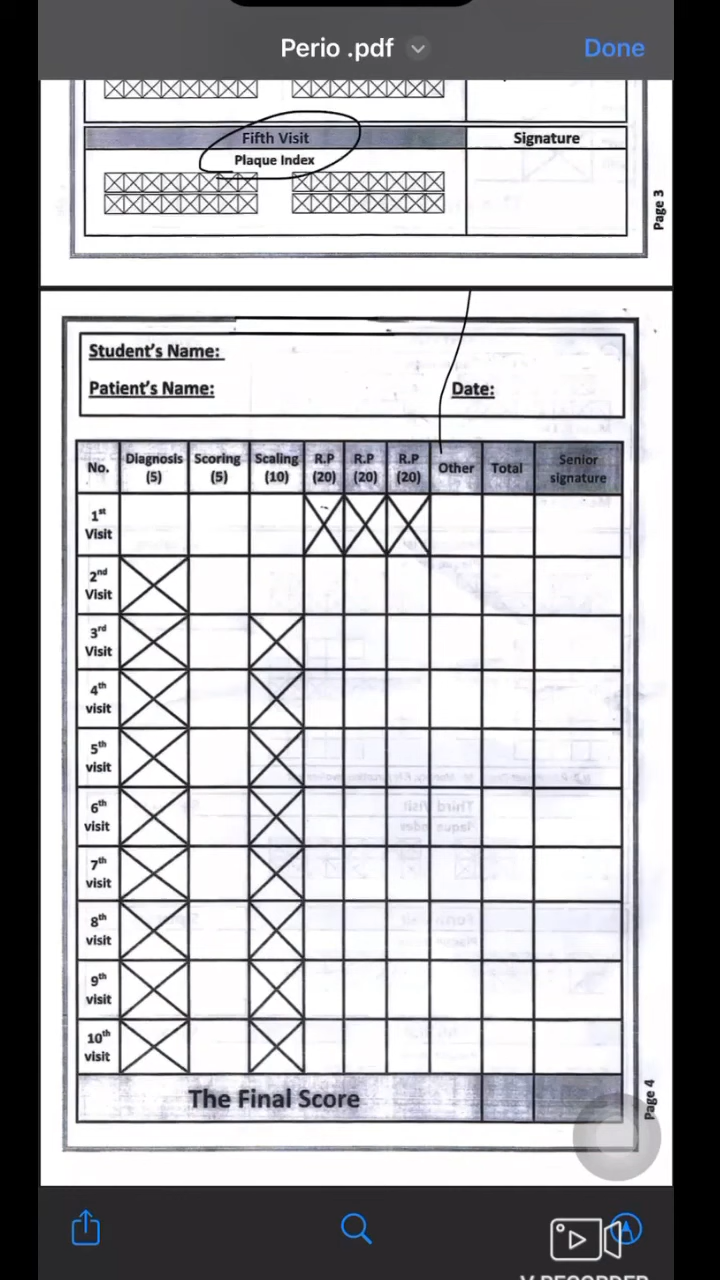 Perio .pdf
Done
Fifth Visit
Signature
Plaque Index
Page 3
Student's Name:
Patient's Name:
Date:
No.
Diagnosis (5)
Scoring (5)
Scaling (10)
R.P (20)
R.P (20)
R.P (20)
Other
Total
Senior signature
1st Visit
2nd Visit
3rd Visit
4th visit
5th visit
6th visit
7th visit
8th visit
9th visit
10th visit
The Final Score
Page 4